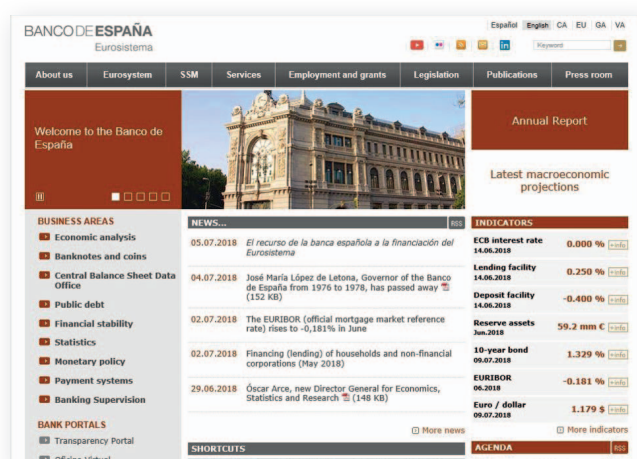 BANCODEESPAÑA
Eurosistema
Español English CA EU GA VA
Keyword
About us Eurosystem SSM Services Employment and grants Legislation Publications Press room
Welcome to the Banco de
España
Annual Report
Latest macroeconomic
projections
BUSINESS AREAS
Economic analysis
Banknotes and coins
Central Balance Sheet Data
Office
Public debt
Financial stability
Statistics
Monetary policy
Payment systems
Banking Supervision
BANK PORTALS
Transparency Portal
Oficina Virtual
NEWS... RSS
05.07.2018 El recurso de la banca española a la financiación del
Eurosistema
04.07.2018 José María López de Letona, Governor of the Banco
de España from 1976 to 1978, has passed away
(152 KB)
02.07.2018 The EURIBOR (official mortgage market reference
rate) rises to -0,181% in June
02.07.2018 Financing (lending) of households and non-financial
corporations (May 2018)
29.06.2018 Óscar Arce, new Director General for Economics,
Statistics and Research (148 KB)
More news
SHORTCUTS
INDICATORS
ECB interest rate 0.000 % +info
14.06.2018
Lending facility 0.250 % +info
14.06.2018
Deposit facility -0.400 % +info
14.06.2018
Reserve assets 59.2 mm € +info
Jun.2018
10-year bond 1.329 % +info
09.07.2018
EURIBOR -0.181 % +info
06.2018
Euro / dollar 1.179 $ +info
09.07.2018
More indicators
AGENDA RSS